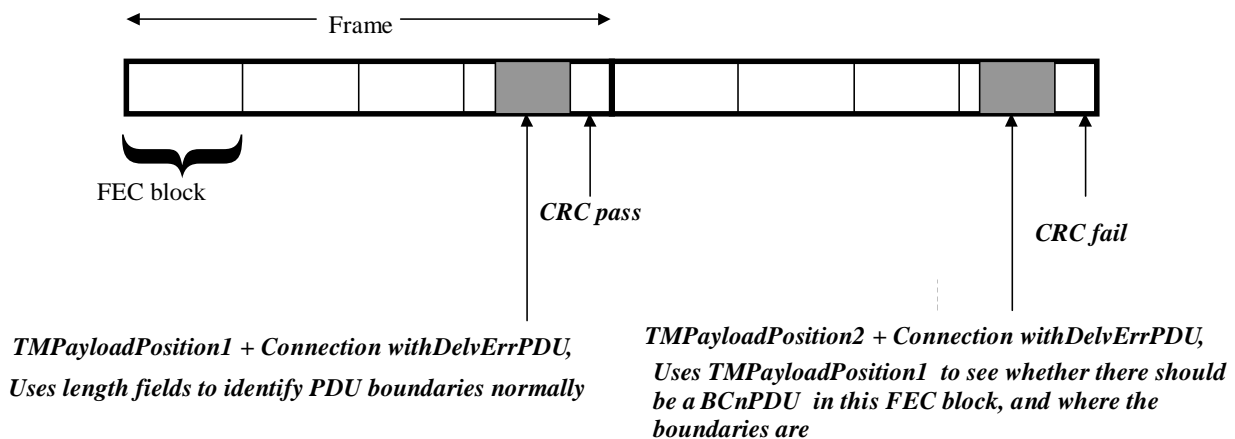 Frame
FEC block
CRC pass
CRC fail
TMPayloadPosition1 + Connection withDelvErrPDU,
Uses length fields to identify PDU boundaries normally
TMPayloadPosition2 + Connection withDelvErrPDU,
Uses TMPayloadPosition1 to see whether there should
be a BCnPDU in this FEC block, and where the
boundaries are